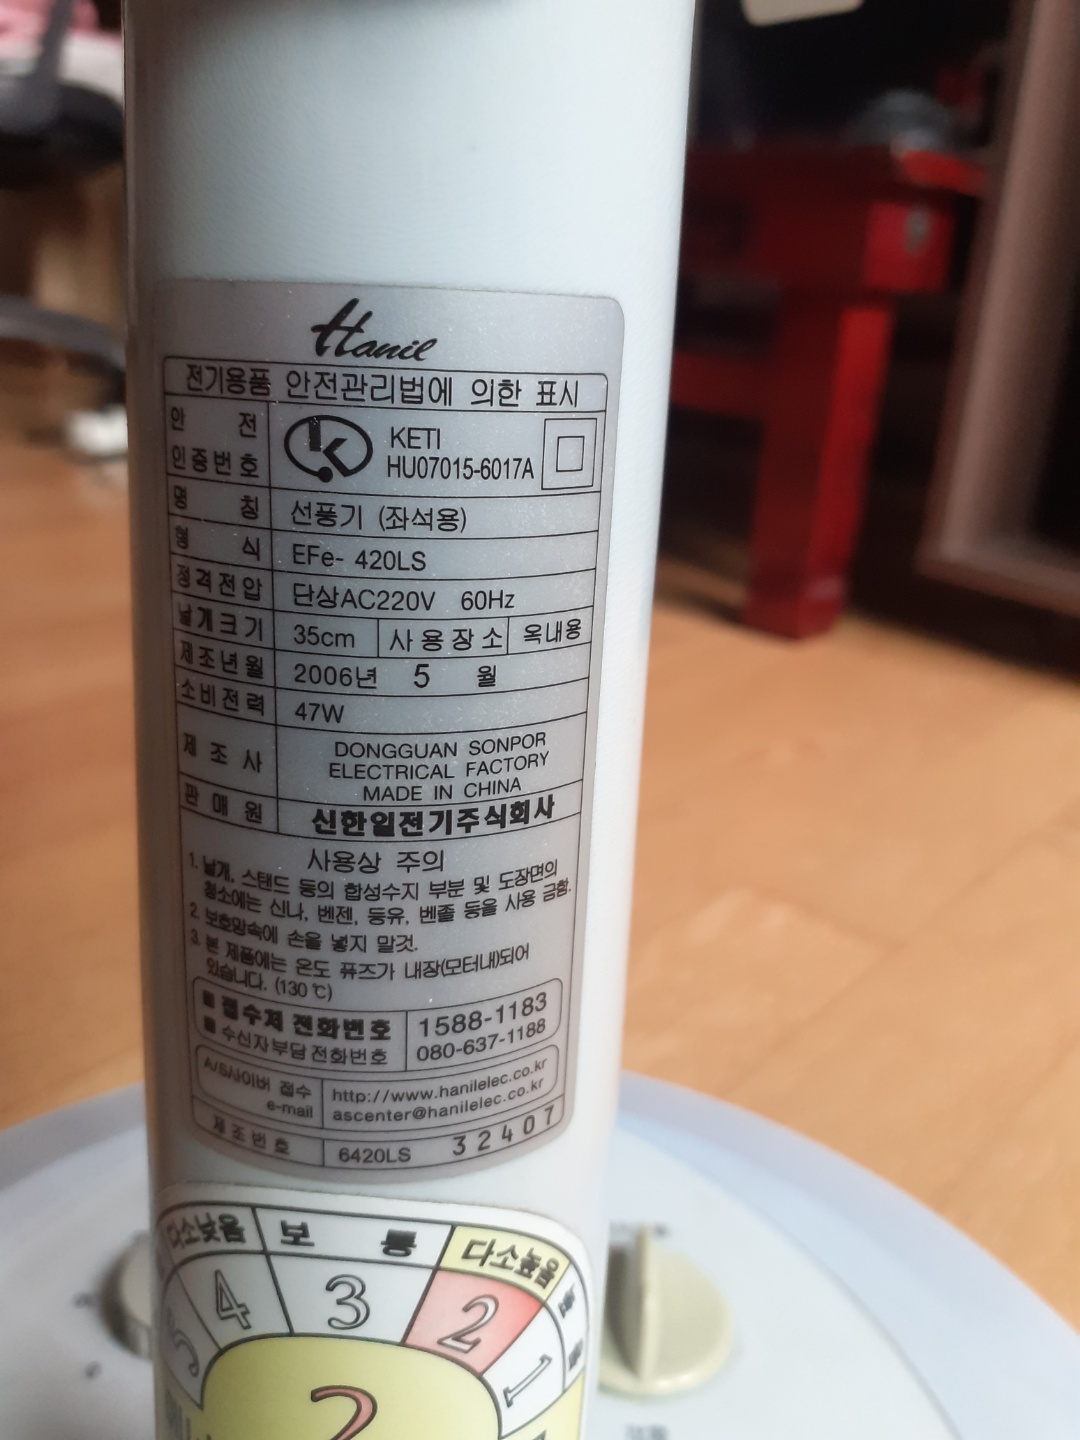 Hanil
전기용품 안전관리법에 의한 표시
안 전
인증번호
KETI
HU07015-6017A
명 칭 선풍기 (좌석용)
형 식 EFe- 420LS
정격전압 단상AC220V 60Hz
날개크기 35cm 사용장소 옥내용
제조년월 2006년 5 월
소비전력 47W
제 조 사 DONGGUAN SONPOR
ELECTRICAL FACTORY
MADE IN CHINA
판 매 원 신한일전기주식회사
사용상 주의
1. 날개, 스탠드 등의 합성수지 부분 및 도장면의
청소에는 신나, 벤젠, 등유, 벤졸 등을 사용 금함.
2. 보호망속에 손을 넣지 말것.
3. 본 제품에는 온도 퓨즈가 내장(모터내)되어
있습니다. (130℃)
■ 접수처 전화번호 1588-1183
■ 수신자부담 전화번호 080-637-1188
A/S사이버 접수 http://www.hanilelec.co.kr
e-mail ascenter@hanilelec.co.kr
제조번호 6420LS 32407
다소낮음 보 통 다소높음
5 4 3 2 1
2